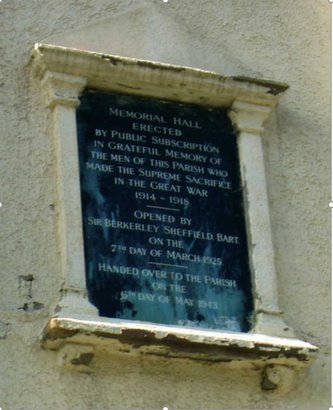 MEMORIAL HALL
ERECTED
BY PUBLIC SUBSCRIPTION
IN GRATEFUL MEMORY OF
THE MEN OF THIS PARISH WHO
MADE THE SUPREME SACRIFICE
IN THE GREAT WAR
1914 - 1918
OPENED BY
SIR BERKERLEY SHEFFIELD, BART.
ON THE
7TH DAY OF MARCH 1925
HANDED OVER TO THE PARISH
ON THE
6TH DAY OF MAY 1943